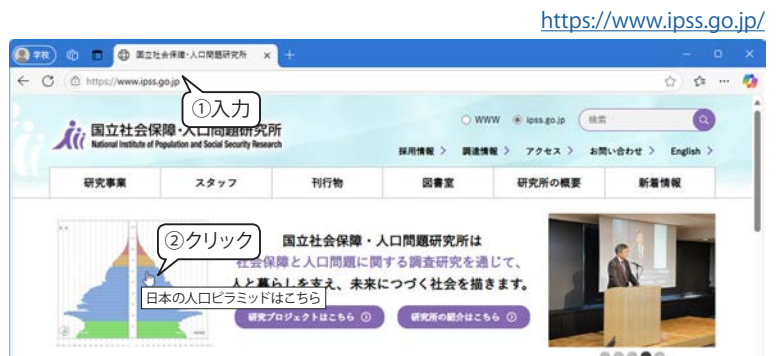 https://www.ipss.go.jp/
学校
国立社会保障・人口問題研究所
https://www.ipss.go.jp
①入力
国立社会保障・人口問題研究所
National Institute of Population and Social Security Research
WWW ipss.go.jp 検索
採用情報 調達情報 アクセス お問い合わせ English
研究事業 スタッフ 刊行物 図書室 研究所の概要 新着情報
②クリック
国立社会保障・人口問題研究所は
社会保障と人口問題に関する調査研究を通じて、
人と暮らしを支え、未来につづく社会を描きます。
日本の人口ピラミッドはこちら
研究プロジェクトはこちら 研究所の紹介はこちら